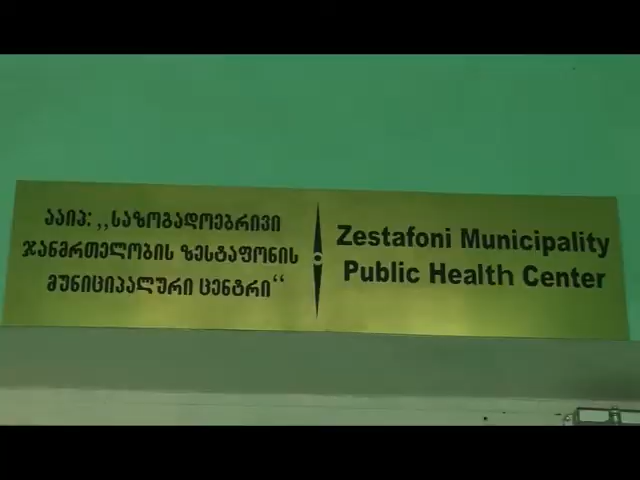 ააიპ: ,,საზოგადოებრივი
ჯანმრთელობის ზესტაფონის
მუნიციპალური ცენტრი“
Zestafoni Municipality
Public Health Center